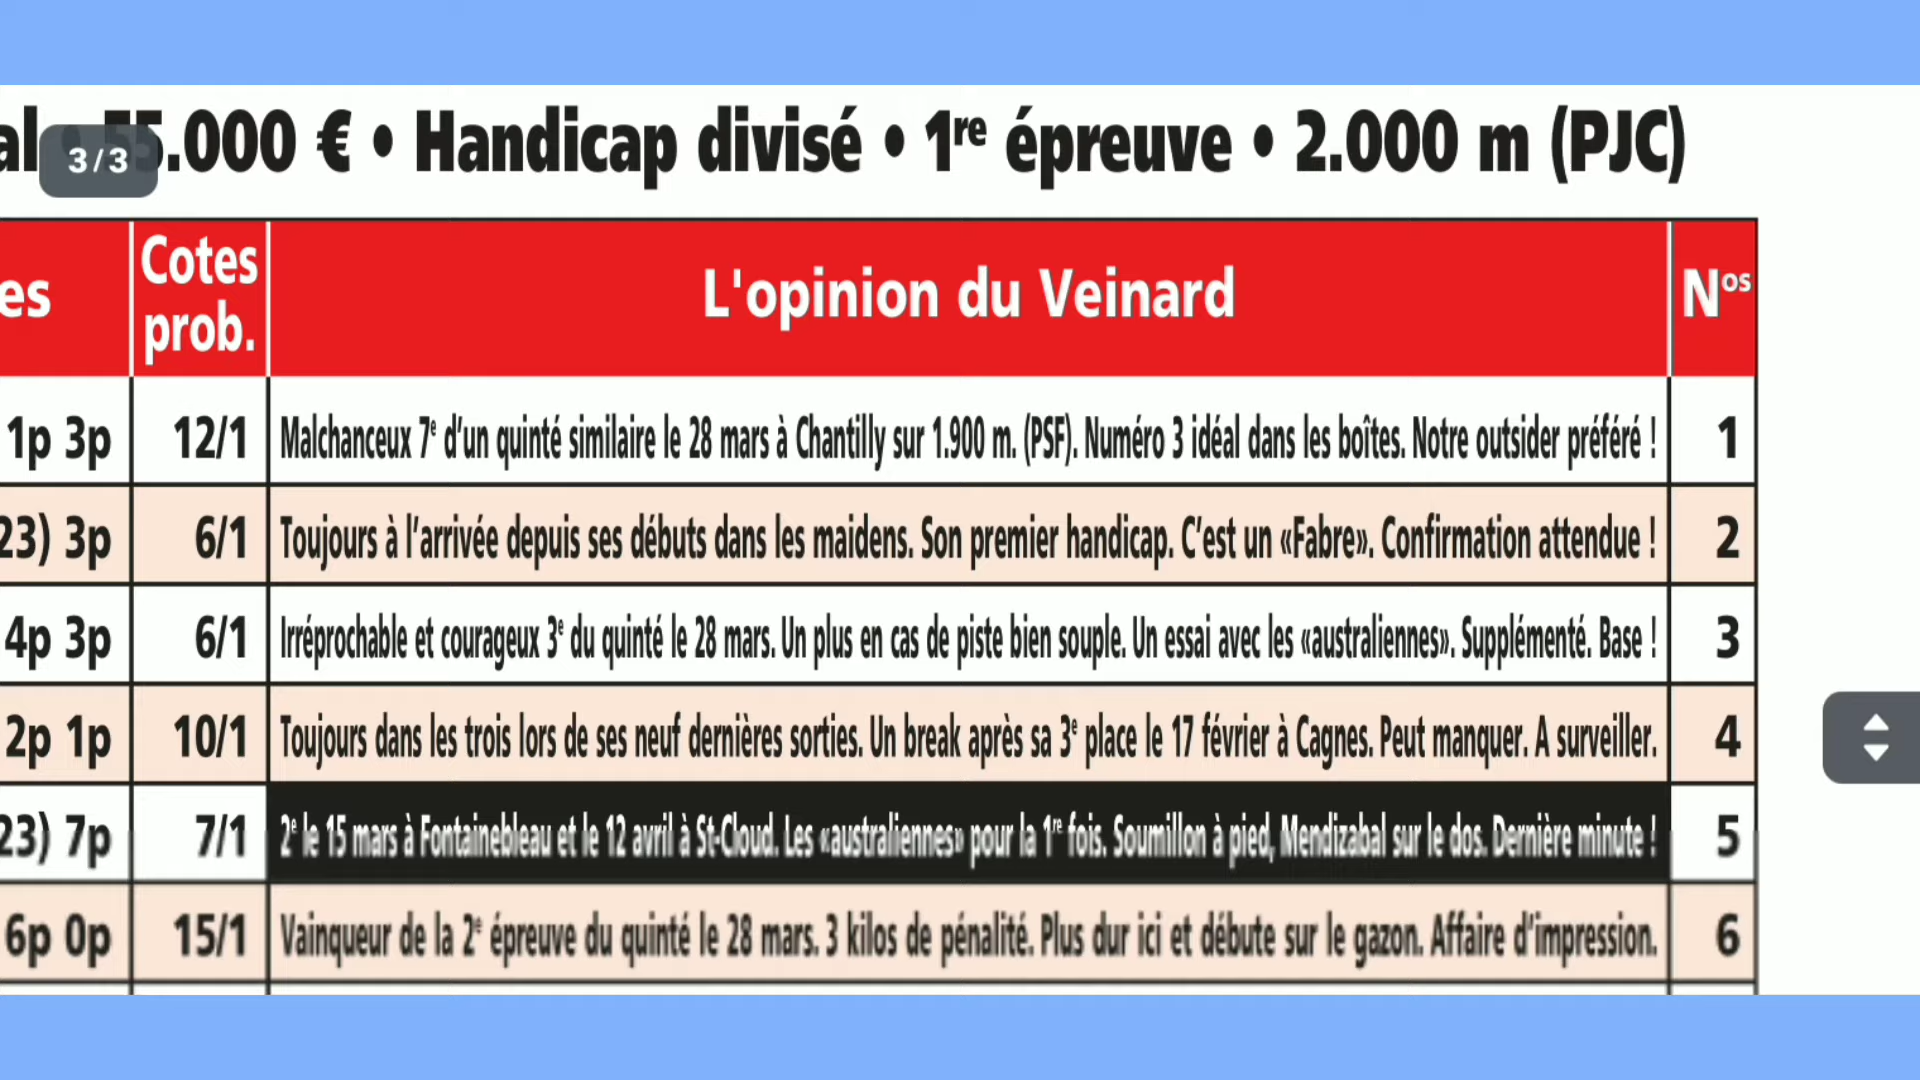 al • 55.000 € • Handicap divisé • 1re épreuve • 2.000 m (PJC)
3/3
es Cotes prob. L'opinion du Veinard Nos
1p 3p 12/1 Malchanceux 7e d'un quinté similaire le 28 mars à Chantilly sur 1.900 m. (PSF). Numéro 3 idéal dans les boîtes. Notre outsider préféré ! 1
23) 3p 6/1 Toujours à l'arrivée depuis ses débuts dans les maidens. Son premier handicap. C'est un «Fabre». Confirmation attendue ! 2
4p 3p 6/1 Irréprochable et courageux 3e du quinté le 28 mars. Un plus en cas de piste bien souple. Un essai avec les «australiennes». Supplémenté. Base ! 3
2p 1p 10/1 Toujours dans les trois lors de ses neuf dernières sorties. Un break après sa 3e place le 17 février à Cagnes. Peut manquer. A surveiller. 4
23) 7p 7/1 2e le 15 mars à Fontainebleau et le 12 avril à St-Cloud. Les «australiennes» pour la 1re fois. Soumillon à pied, Mendizabal sur le dos. Dernière minute ! 5
6p 0p 15/1 Vainqueur de la 2e épreuve du quinté le 28 mars. 3 kilos de pénalité. Plus dur ici et débute sur le gazon. Affaire d'impression. 6